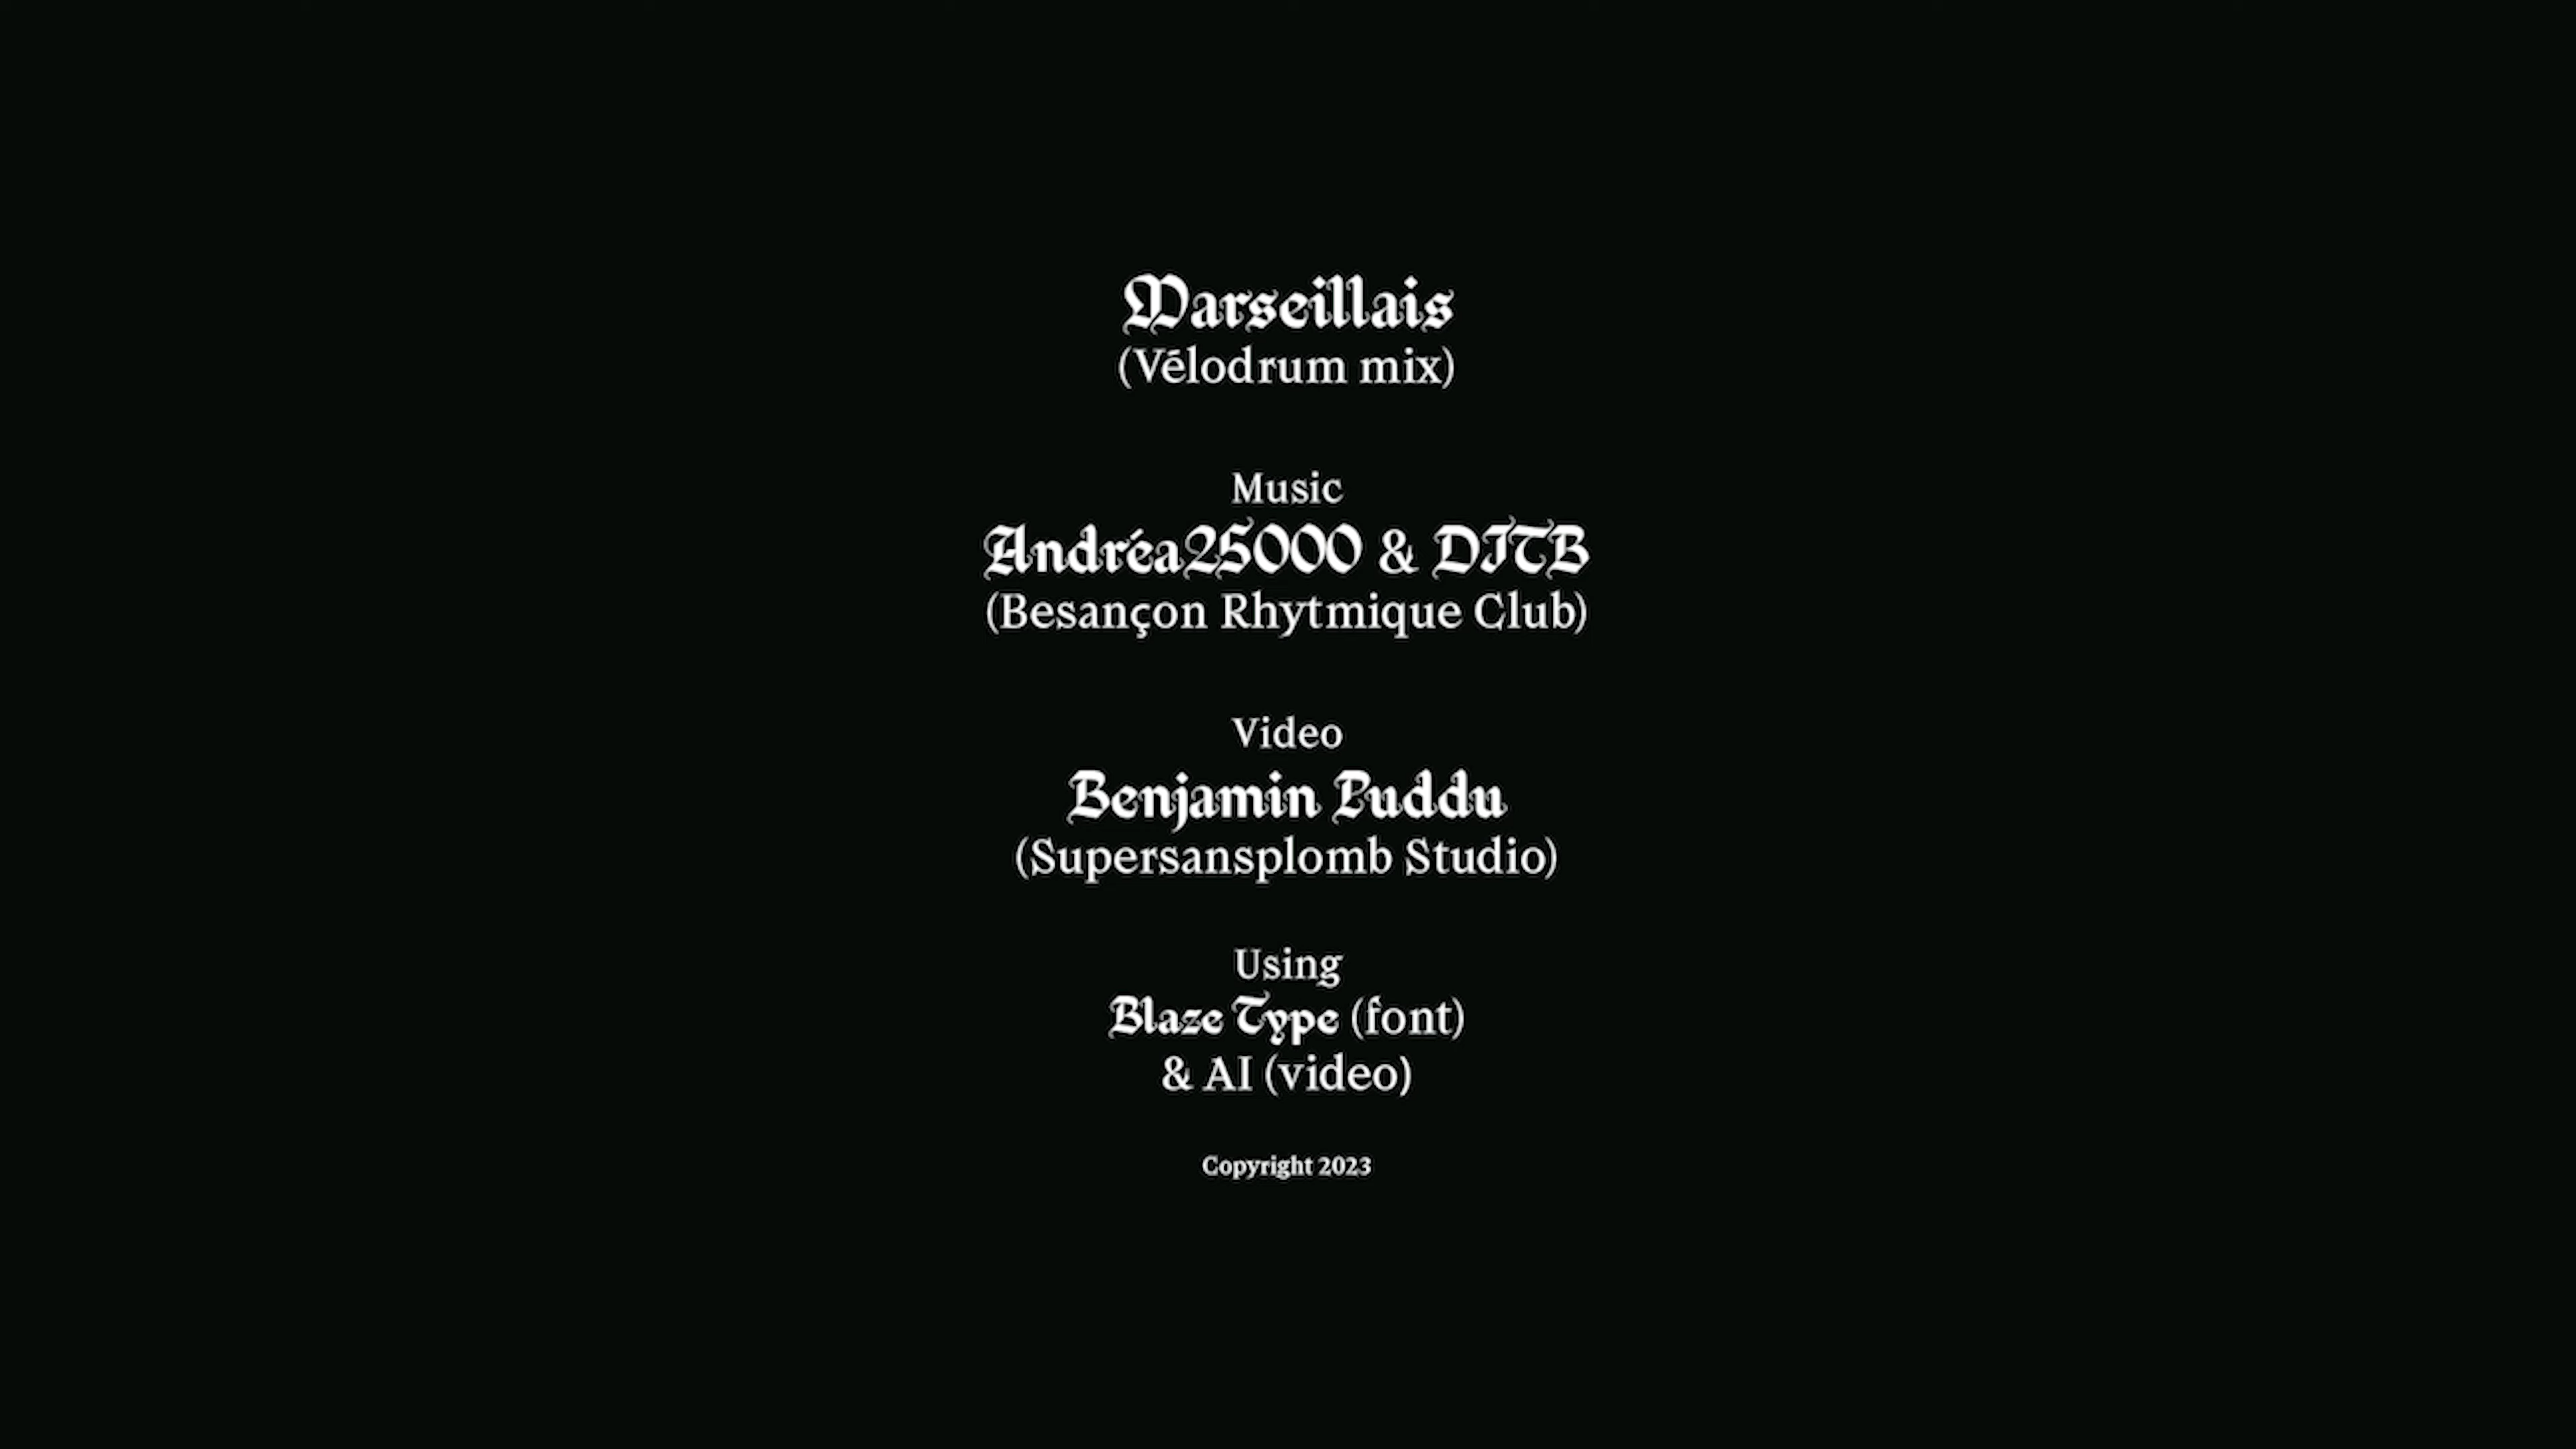 Marseillais
(Vélodrum mix)
Music
Andréa25000 & DITB
(Besançon Rhytmique Club)
Video
Benjamin Puddu
(Supersansplomb Studio)
Using
Blaze Type (font)
& AI (video)
Copyright 2023